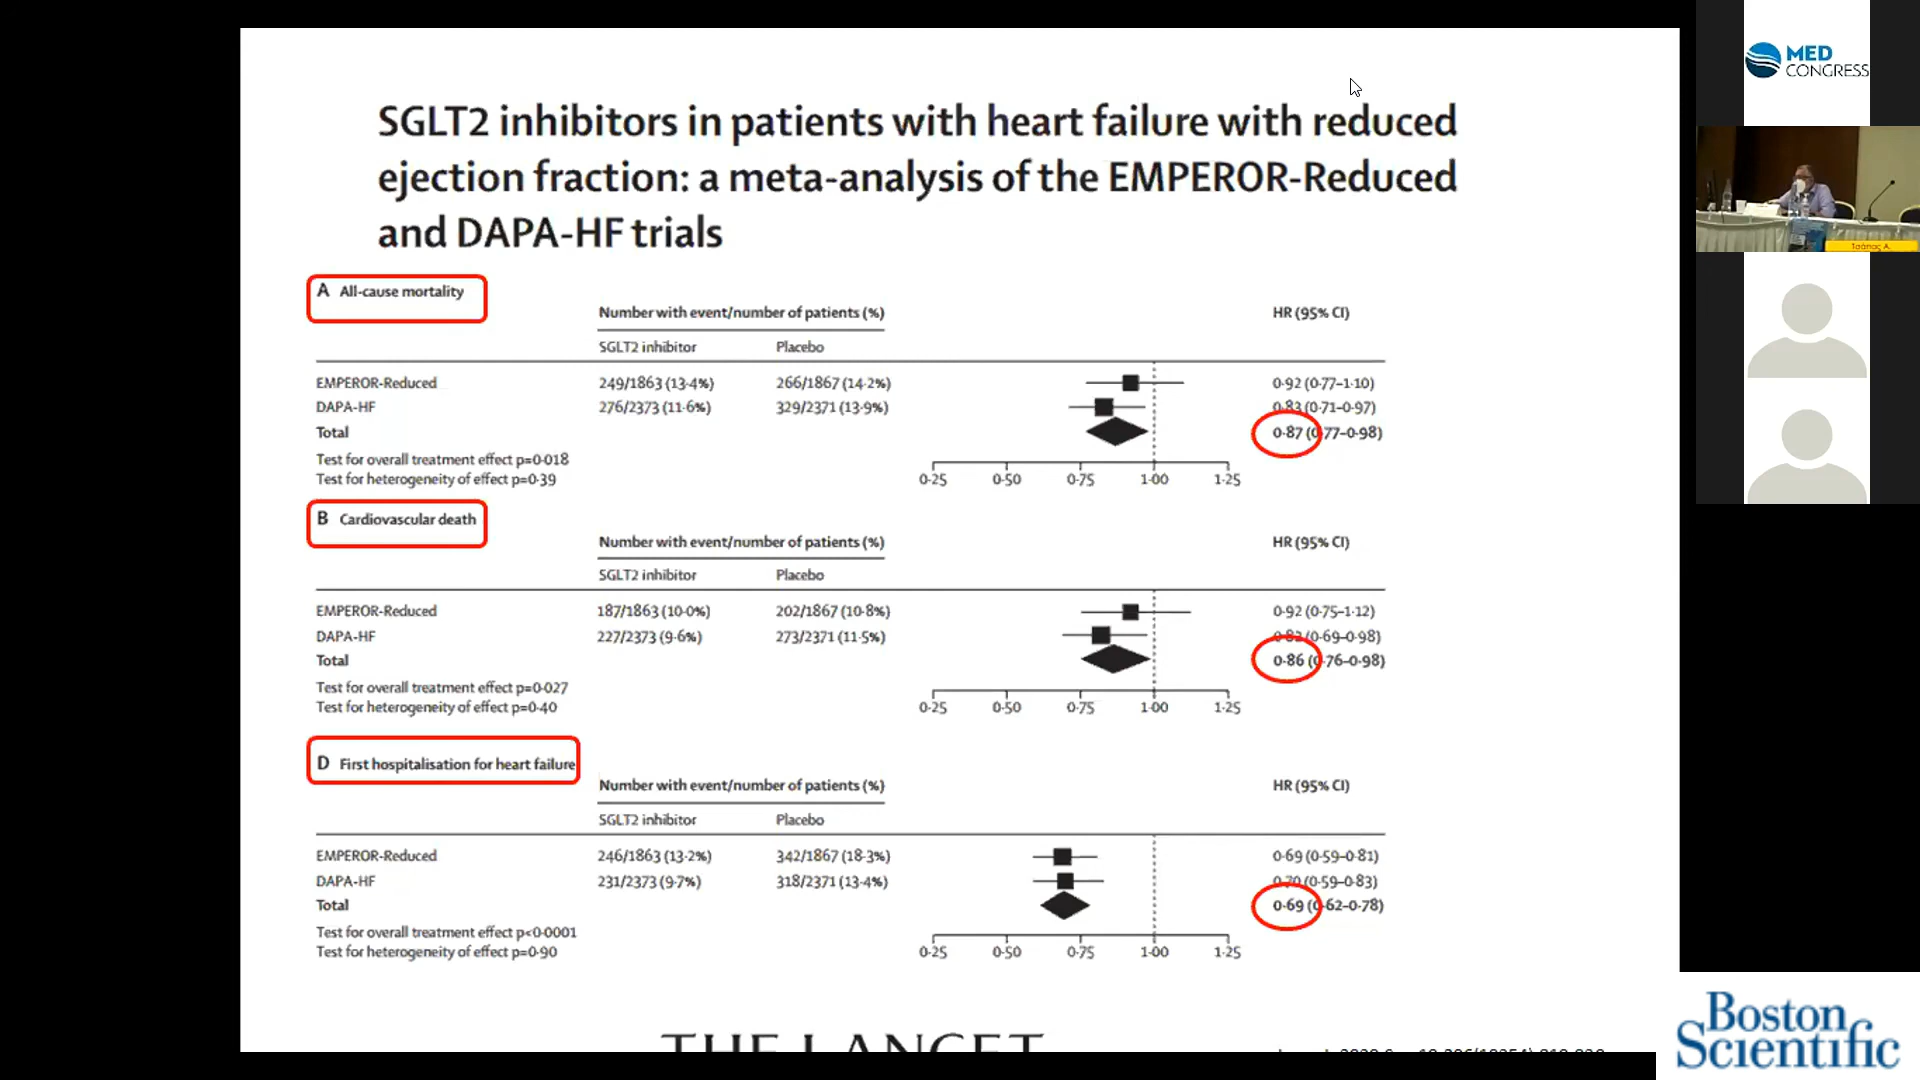 SGLT2 inhibitors in patients with heart failure with reduced
ejection fraction: a meta-analysis of the EMPEROR-Reduced
and DAPA-HF trials
A All-cause mortality
Number with event/number of patients (%)
HR (95% CI)
SGLT2 inhibitor
Placebo
EMPEROR-Reduced 249/1863 (13·4%) 266/1867 (14·2%) 0·92 (0·77–1·10)
DAPA-HF 276/2373 (11·6%) 329/2371 (13·9%) 0·83 (0·71–0·97)
Total 0·87 (0·77–0·98)
Test for overall treatment effect p=0·018
Test for heterogeneity of effect p=0·39
0·25 0·50 0·75 1·00 1·25
B Cardiovascular death
Number with event/number of patients (%)
HR (95% CI)
SGLT2 inhibitor
Placebo
EMPEROR-Reduced 187/1863 (10·0%) 202/1867 (10·8%) 0·92 (0·75–1·12)
DAPA-HF 227/2373 (9·6%) 273/2371 (11·5%) 0·82 (0·69–0·98)
Total 0·86 (0·76–0·98)
Test for overall treatment effect p=0·027
Test for heterogeneity of effect p=0·40
0·25 0·50 0·75 1·00 1·25
D First hospitalisation for heart failure
Number with event/number of patients (%)
HR (95% CI)
SGLT2 inhibitor
Placebo
EMPEROR-Reduced 246/1863 (13·2%) 342/1867 (18·3%) 0·69 (0·59–0·81)
DAPA-HF 231/2373 (9·7%) 318/2371 (13·4%) 0·70 (0·59–0·83)
Total 0·69 (0·62–0·78)
Test for overall treatment effect p<0·0001
Test for heterogeneity of effect p=0·90
0·25 0·50 0·75 1·00 1·25
THE LANCET
MED
CONGRESS
Τσάπας Α.
Boston
Scientific